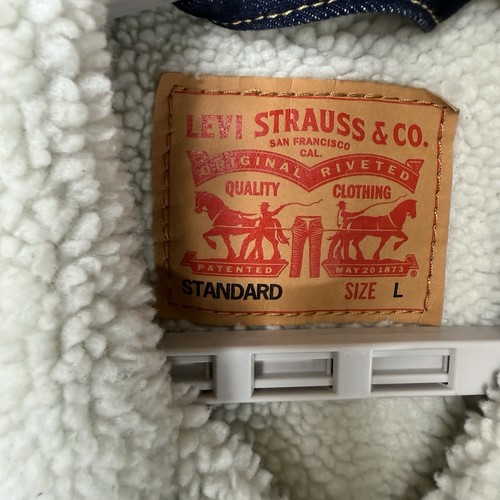 LEVI STRAUSS & CO.
SAN FRANCISCO
CAL.
ORIGINAL RIVETED
QUALITY CLOTHING
PATENTED MAY 20 1873 ®
STANDARD SIZE L